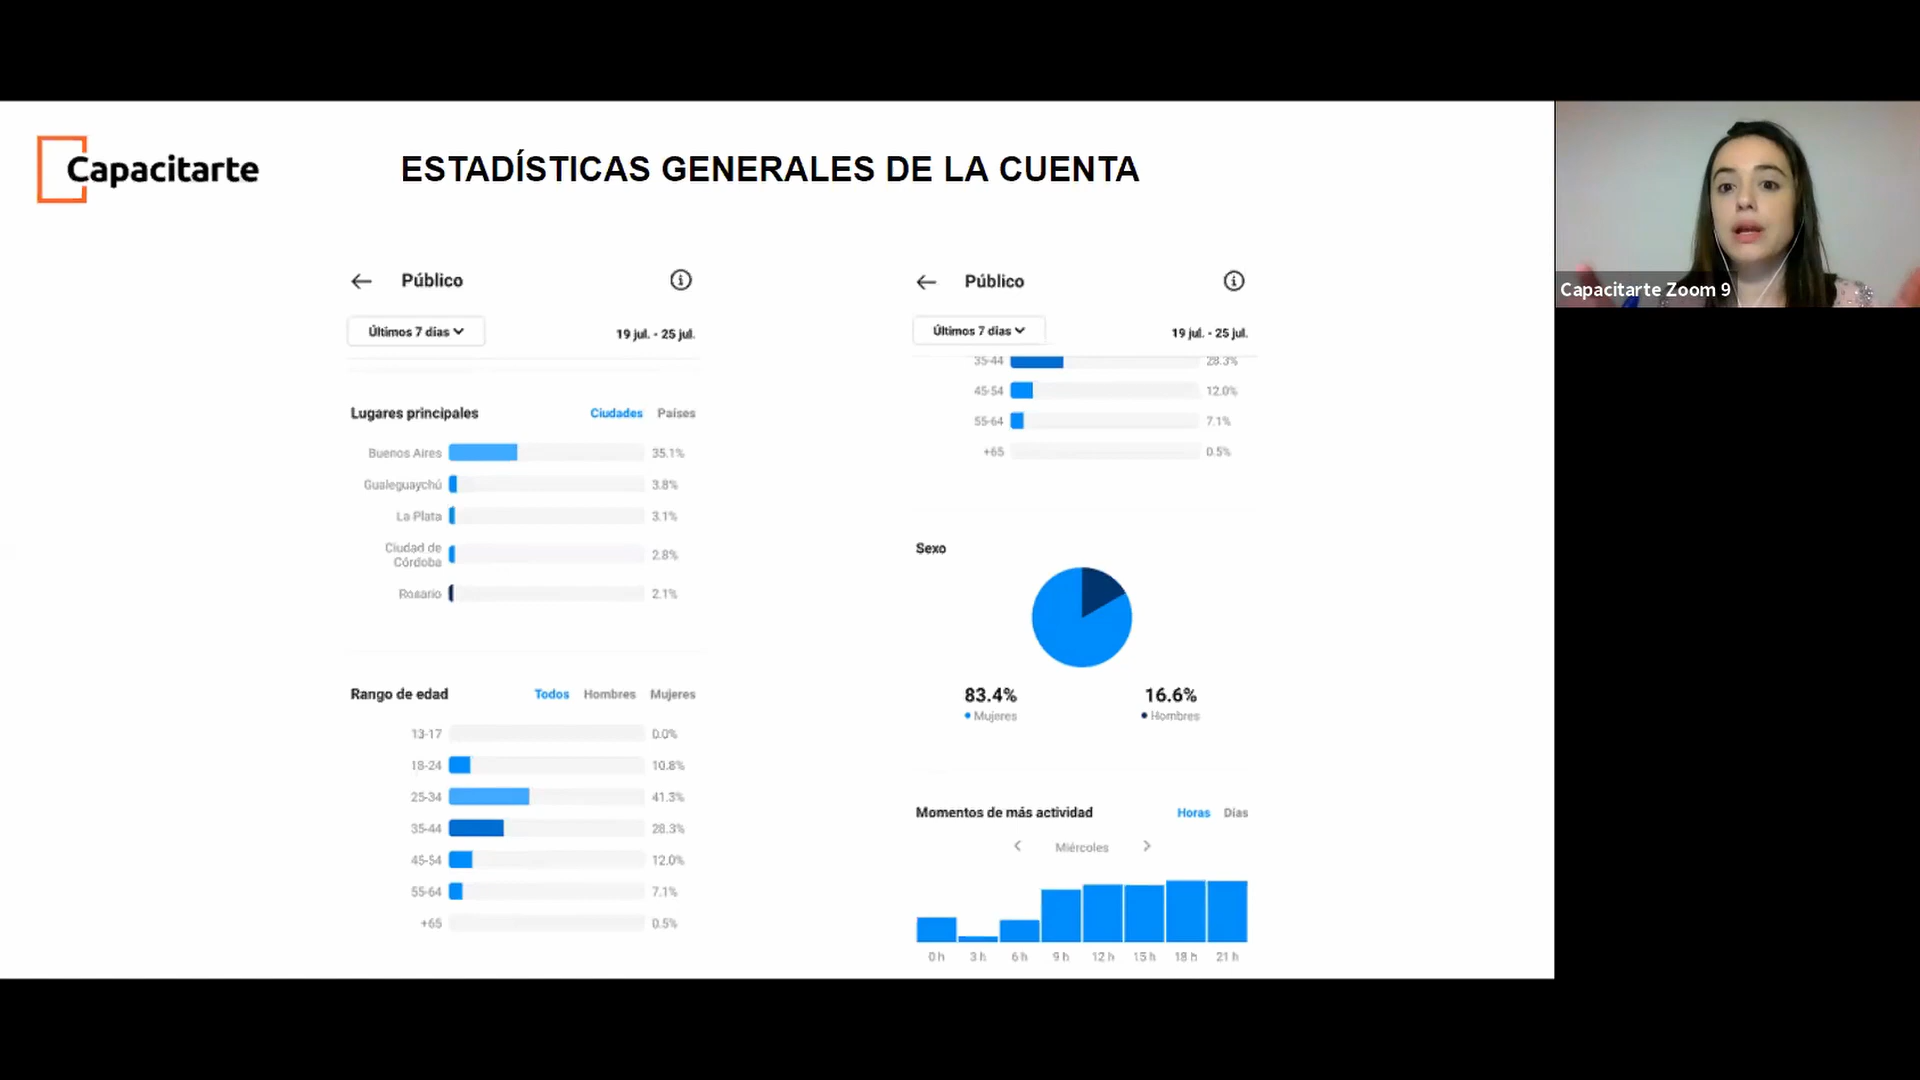 Capacitarte
ESTADÍSTICAS GENERALES DE LA CUENTA
Público
Últimos 7 días
19 jul. - 25 jul.
Lugares principales
Ciudades Países
Buenos Aires 35.1%
Gualeguaychú 3.8%
La Plata 3.1%
Ciudad de
Córdoba 2.8%
Rosario 2.1%
Rango de edad
Todos Hombres Mujeres
13-17 0.0%
18-24 10.8%
25-34 41.3%
35-44 28.3%
45-54 12.0%
55-64 7.1%
+65 0.5%
Público
Últimos 7 días
19 jul. - 25 jul.
35-44 28.3%
45-54 12.0%
55-64 7.1%
+65 0.5%
Sexo
83.4% 16.6%
Mujeres Hombres
Momentos de más actividad
Horas Días
Miércoles
0 h 3 h 6 h 9 h 12 h 15 h 18 h 21 h
Capacitarte Zoom 9